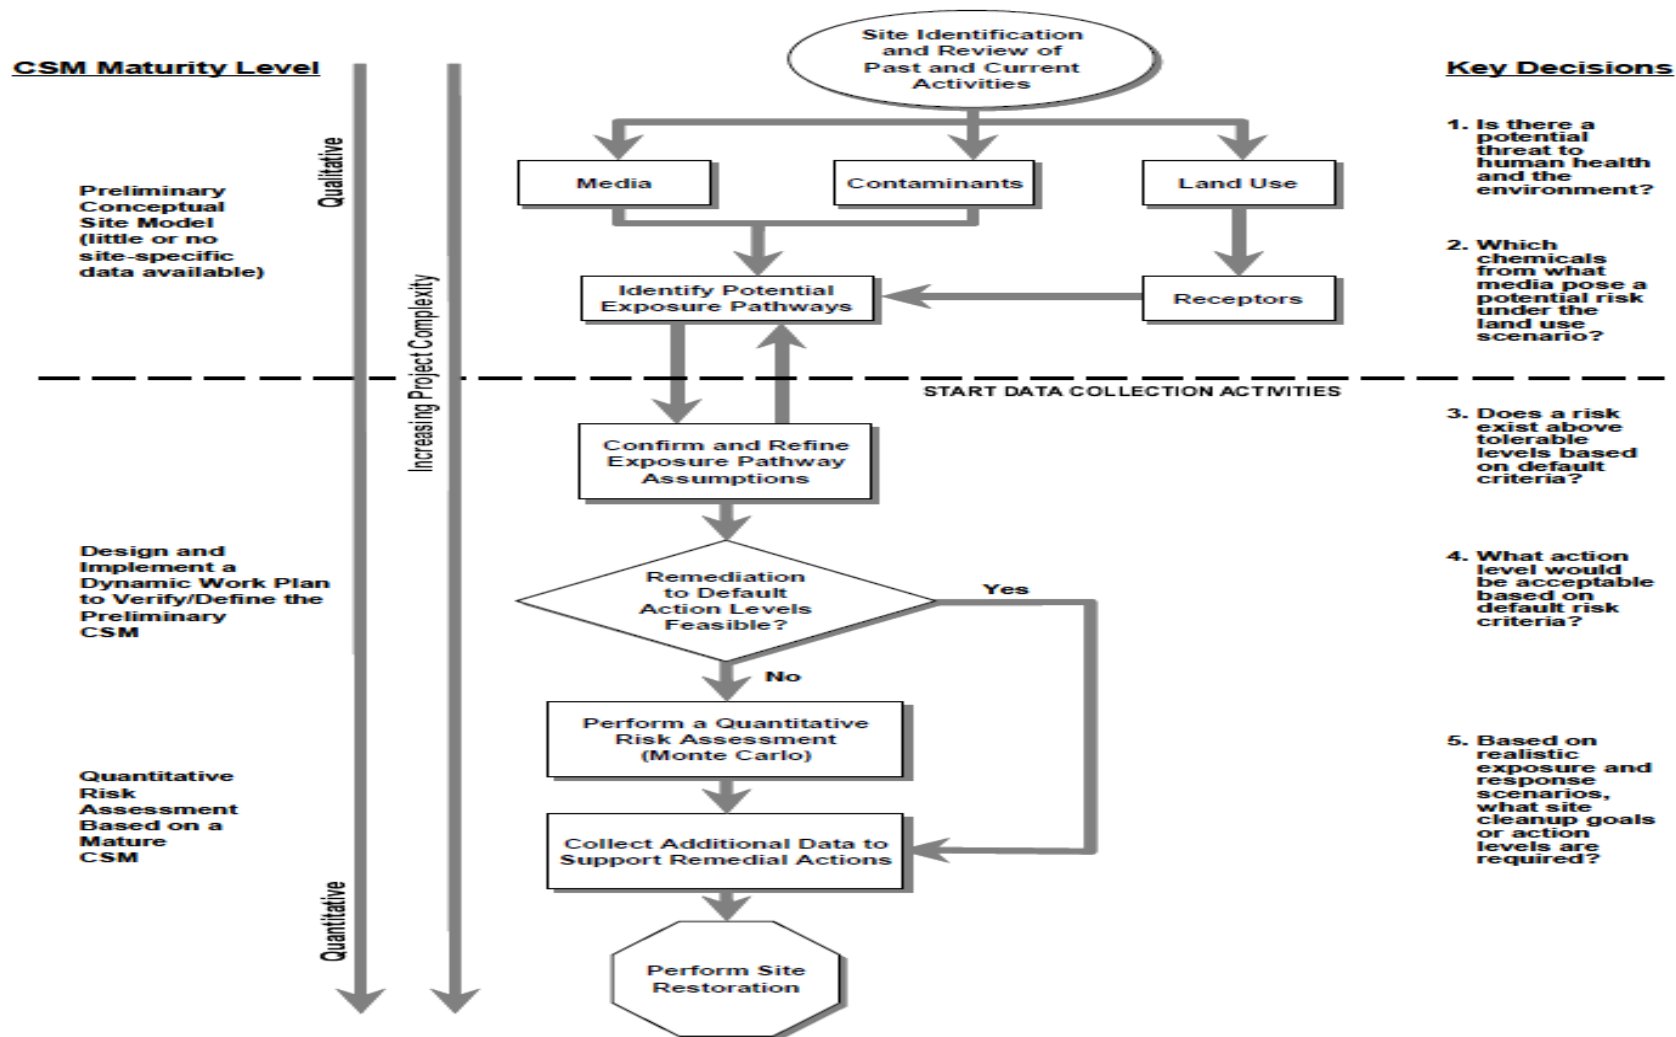 CSM Maturity Level
Preliminary
Conceptual
Site Model
(little or no
site-specific
data available)
Design and
Implement a
Dynamic Work Plan
to Verify/Define the
Preliminary
CSM
Quantitative
Risk
Assessment
Based on a
Mature
CSM
Qualitative
Quantitative
Increasing Project Complexity
Site Identification
and Review of
Past and Current
Activities
Media
Contaminants
Land Use
Identify Potential
Exposure Pathways
Receptors
START DATA COLLECTION ACTIVITIES
Confirm and Refine
Exposure Pathway
Assumptions
Remediation
to Default
Action Levels
Feasible?
Yes
No
Perform a Quantitative
Risk Assessment
(Monte Carlo)
Collect Additional Data to
Support Remedial Actions
Perform Site
Restoration
Key Decisions
1. Is there a
potential
threat to
human health
and the
environment?
2. Which
chemicals
from what
media pose a
potential risk
under the
land use
scenario?
3. Does a risk
exist above
tolerable
levels based
on default
criteria?
4. What action
level would
be acceptable
based on
default risk
criteria?
5. Based on
realistic
exposure and
response
scenarios,
what site
cleanup goals
or action
levels are
required?